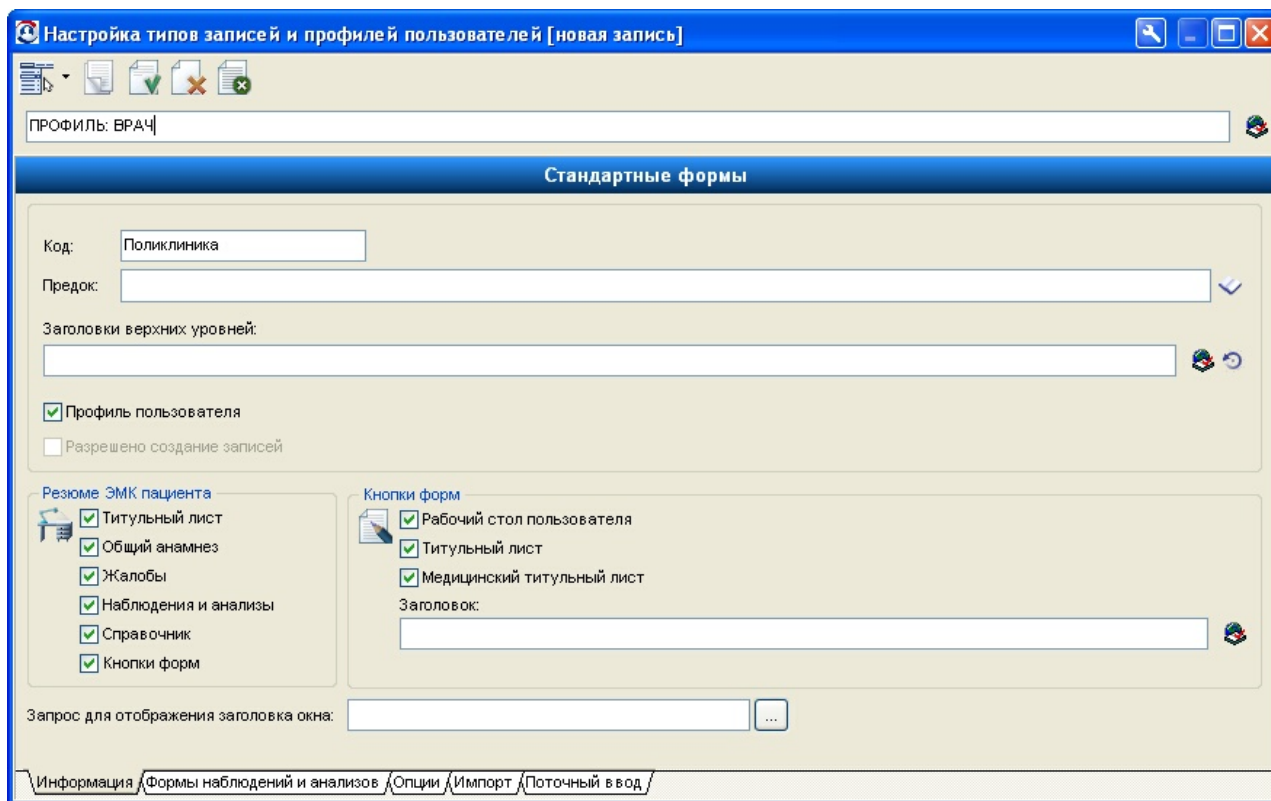 Настройка типов записей и профилей пользователей [новая запись]
ПРОФИЛЬ: ВРАЧ
Стандартные формы
Код: Поликлиника
Предок:
Заголовки верхних уровней:
Профиль пользователя
Разрешено создание записей
Резюме ЭМК пациента
Титульный лист
Общий анамнез
Жалобы
Наблюдения и анализы
Справочник
Кнопки форм
Кнопки форм
Рабочий стол пользователя
Титульный лист
Медицинский титульный лист
Заголовок:
Запрос для отображения заголовка окна: ...
Информация Формы наблюдений и анализов Опции Импорт Поточный ввод